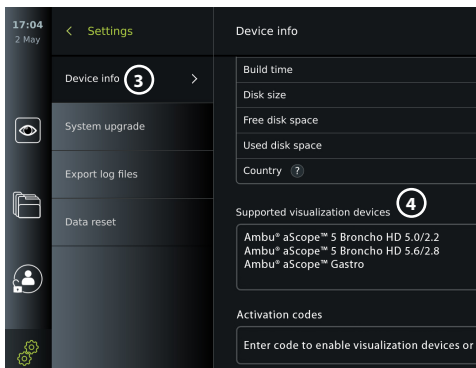 17:04
2 May
Settings
Device info
Device info
3
System upgrade
Export log files
Data reset
Build time
Disk size
Free disk space
Used disk space
Country ?
Supported visualization devices
4
Ambu® aScope™ 5 Broncho HD 5.0/2.2
Ambu® aScope™ 5 Broncho HD 5.6/2.8
Ambu® aScope™ Gastro
Activation codes
Enter code to enable visualization devices or